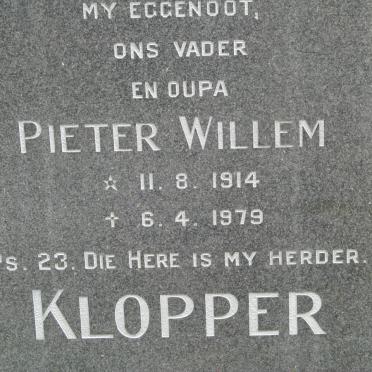 MY EGGENOOT,
ONS VADER
EN OUPA
PIETER WILLEM
☆ 11. 8. 1914
✝ 6. 4. 1979
PS. 23. DIE HERE IS MY HERDER.
KLOPPER